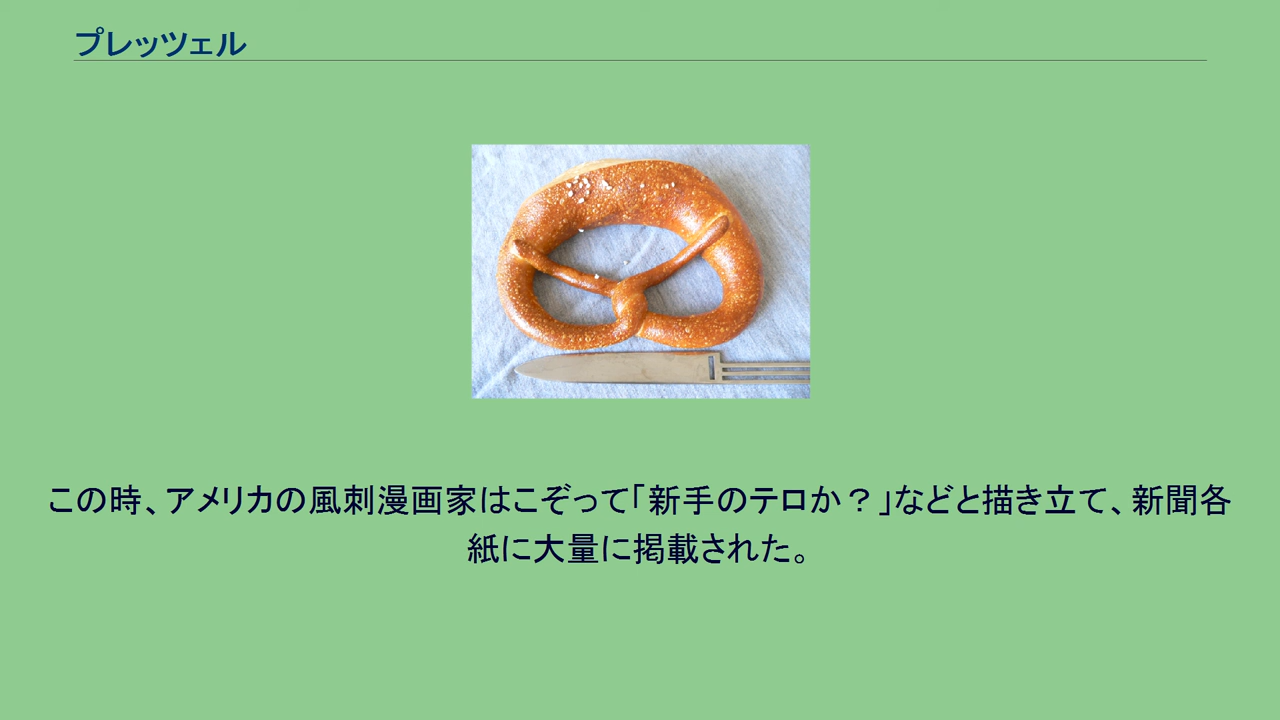 プレッツェル
この時、アメリカの風刺漫画家はこぞって「新手のテロか？」などと描き立て、新聞各
紙に大量に掲載された。